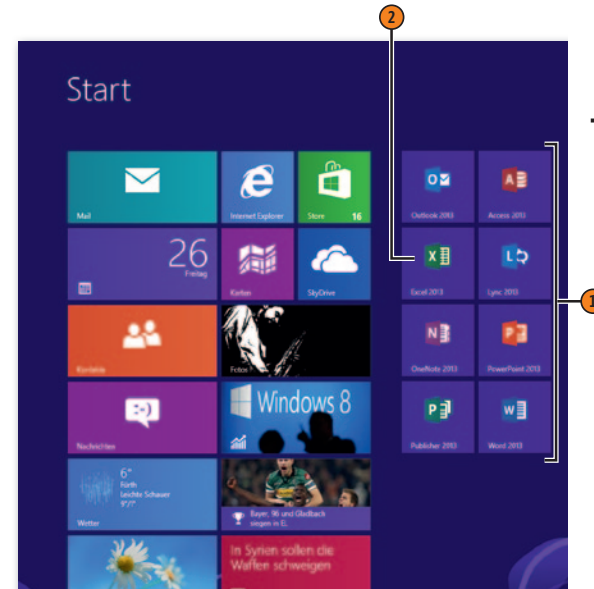 2
Start
Mail
Internet Explorer
Store 16
Outlook 2013
Access 2013
26
Freitag
Karten
SkyDrive
Excel 2013
Lync 2013
1
Kontakte
Fotos
OneNote 2013
PowerPoint 2013
Nachrichten
Windows 8
Publisher 2013
Word 2013
6°
Fürth
Leichte Schauer
9°/7°
Wetter
Bayer, 96 und Gladbach
siegen in EL
In Syrien sollen die
Waffen schweigen